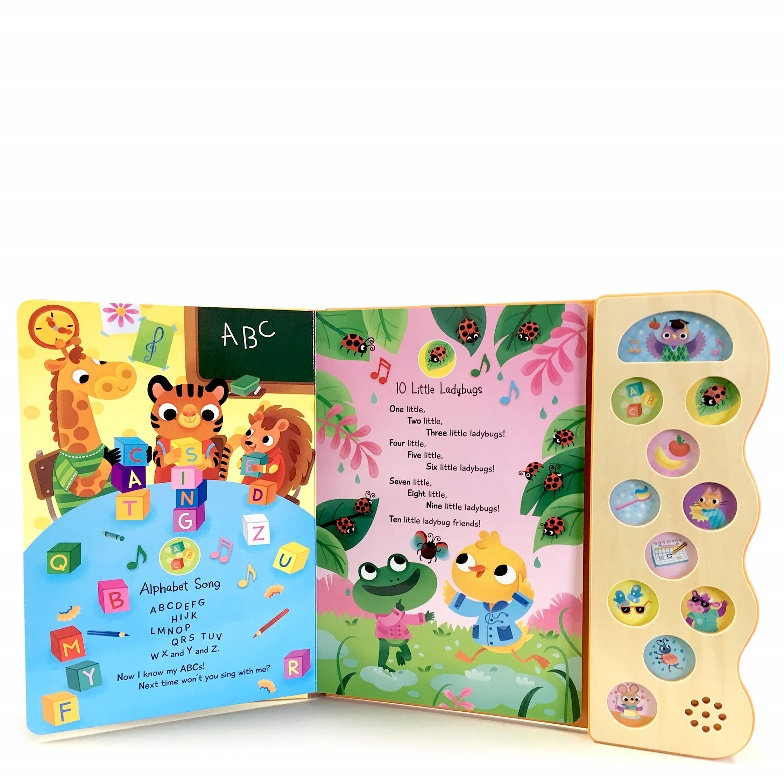 ABC
C
S
A
I
E
T
N
D
G
Z
Q
U
B
M
Y
R
F
Alphabet Song
ABCDEFG
HIJK
LMNOP
QRS TUV
WX and Y and Z.
Now I know my ABCs!
Next time won't you sing with me?
10 Little Ladybugs
One little,
Two little,
Three little ladybugs!
Four little,
Five little,
Six little ladybugs!
Seven little,
Eight little,
Nine little ladybugs!
Ten little ladybug friends!
A
B
C